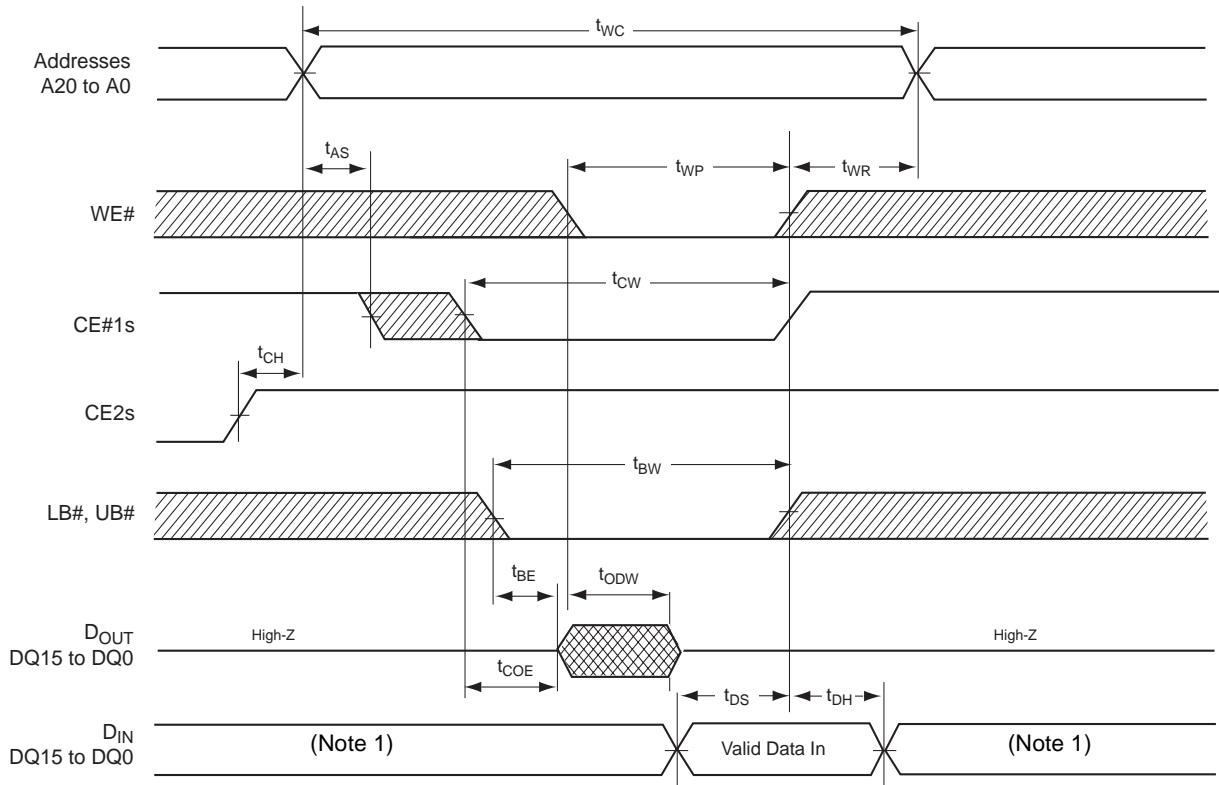 tWC
Addresses
A20 to A0
tAS
tWP
tWR
WE#
tCW
CE#1s
tCH
CE2s
tBW
LB#, UB#
tBE
tODW
DOUT
DQ15 to DQ0
High-Z
High-Z
tCOE
tDS
tDH
DIN
DQ15 to DQ0
(Note 1)
Valid Data In
(Note 1)